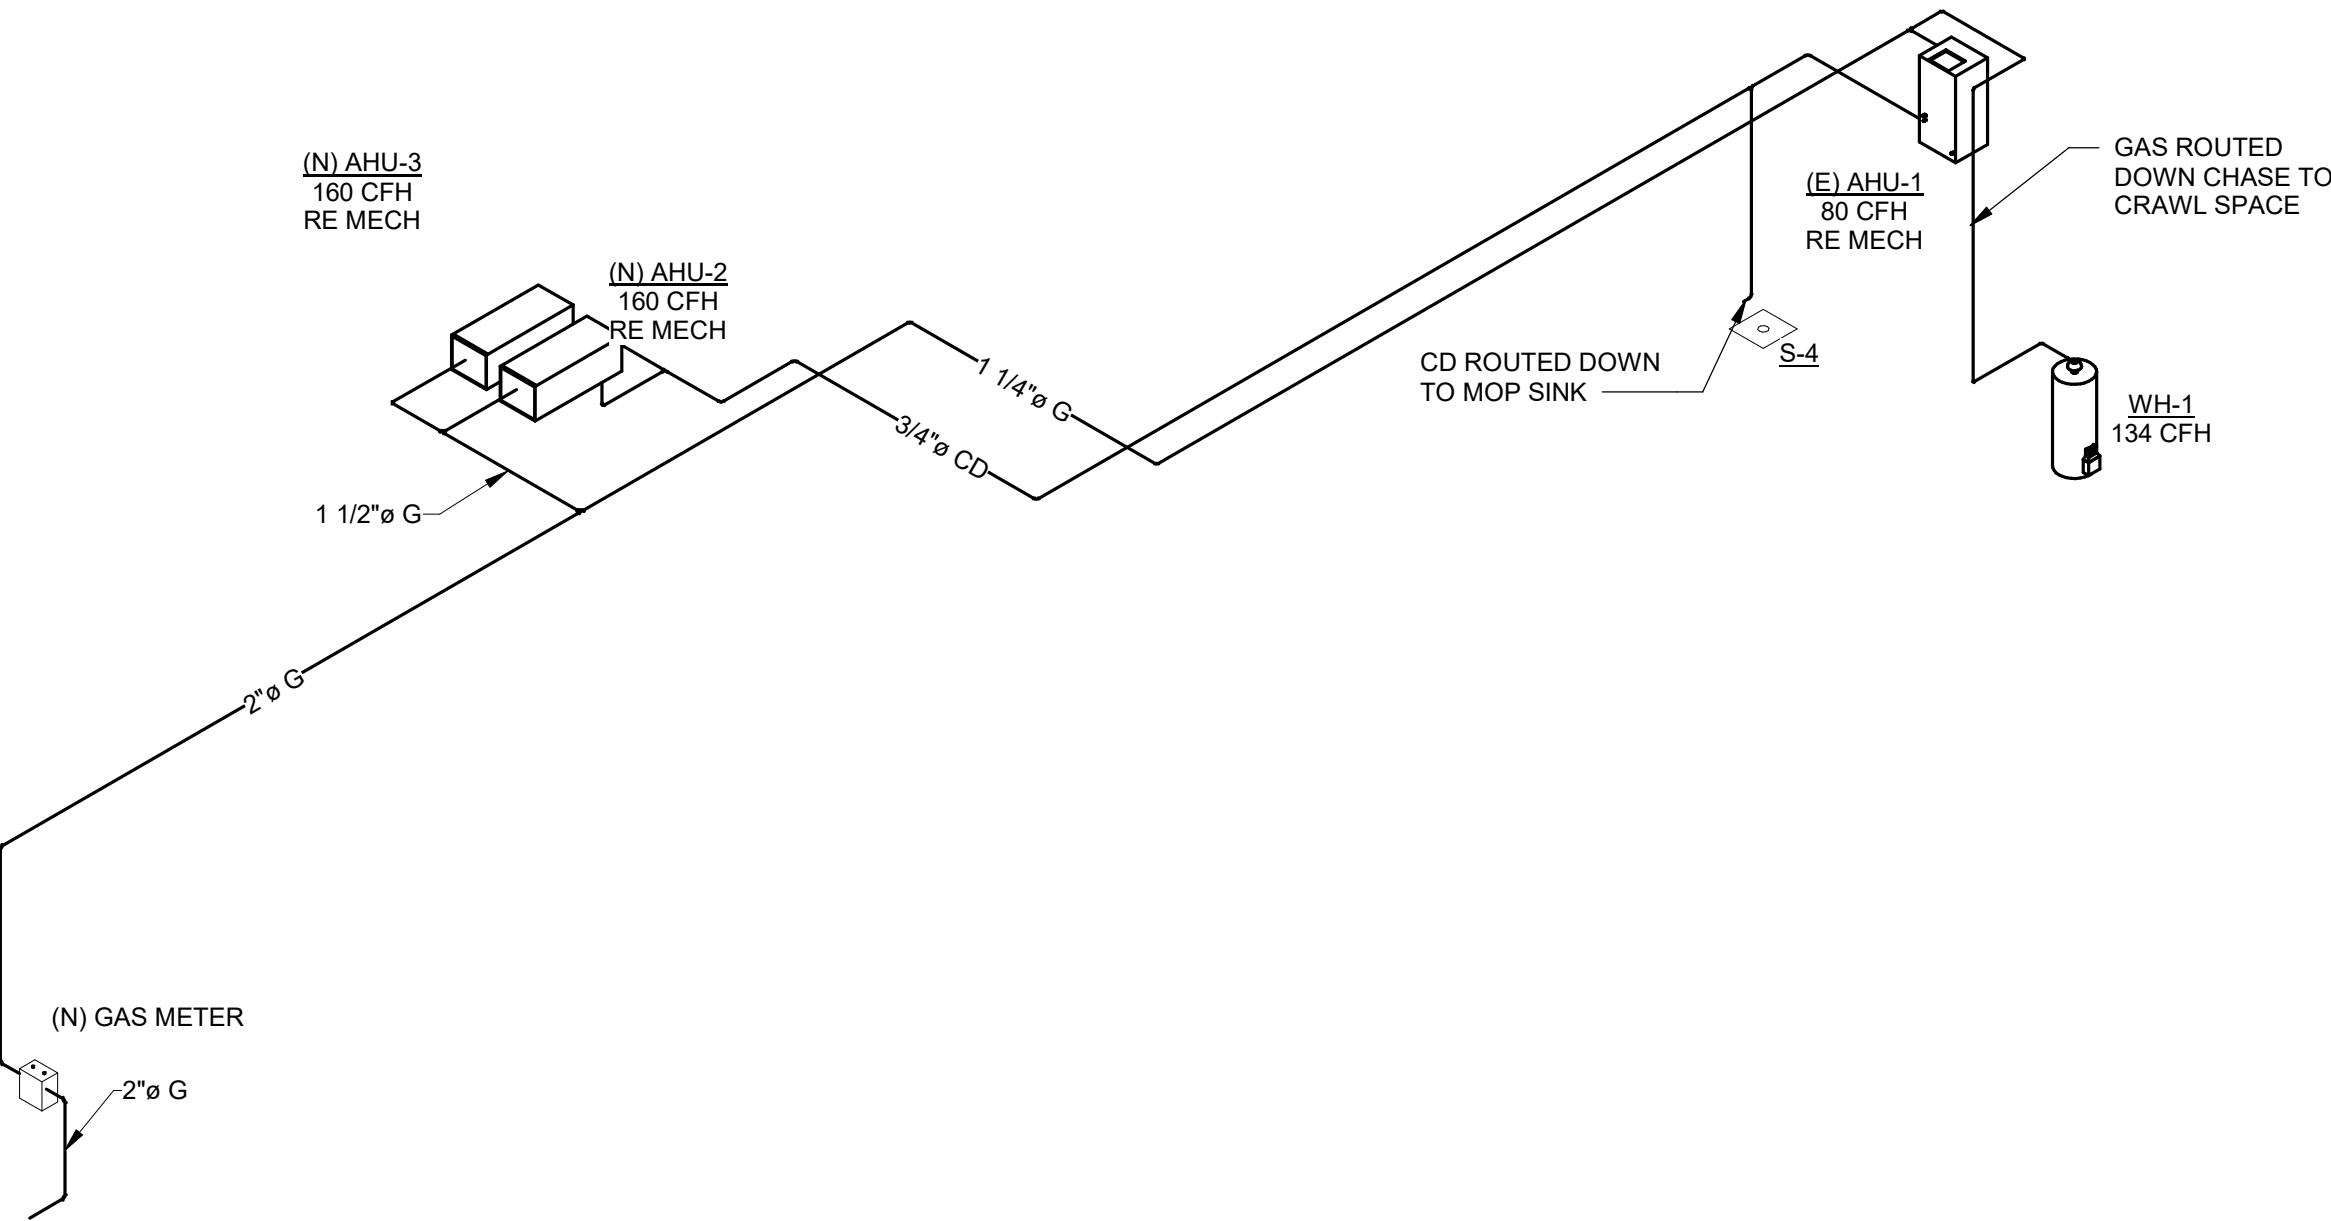 (N) AHU-3
160 CFH
RE MECH
(N) AHU-2
160 CFH
RE MECH
(E) AHU-1
80 CFH
RE MECH
GAS ROUTED
DOWN CHASE TO
CRAWL SPACE
CD ROUTED DOWN
TO MOP SINK
S-4
1 1/4"ø G
3/4"ø CD
WH-1
134 CFH
1 1/2"ø G
2"ø G
(N) GAS METER
2"ø G